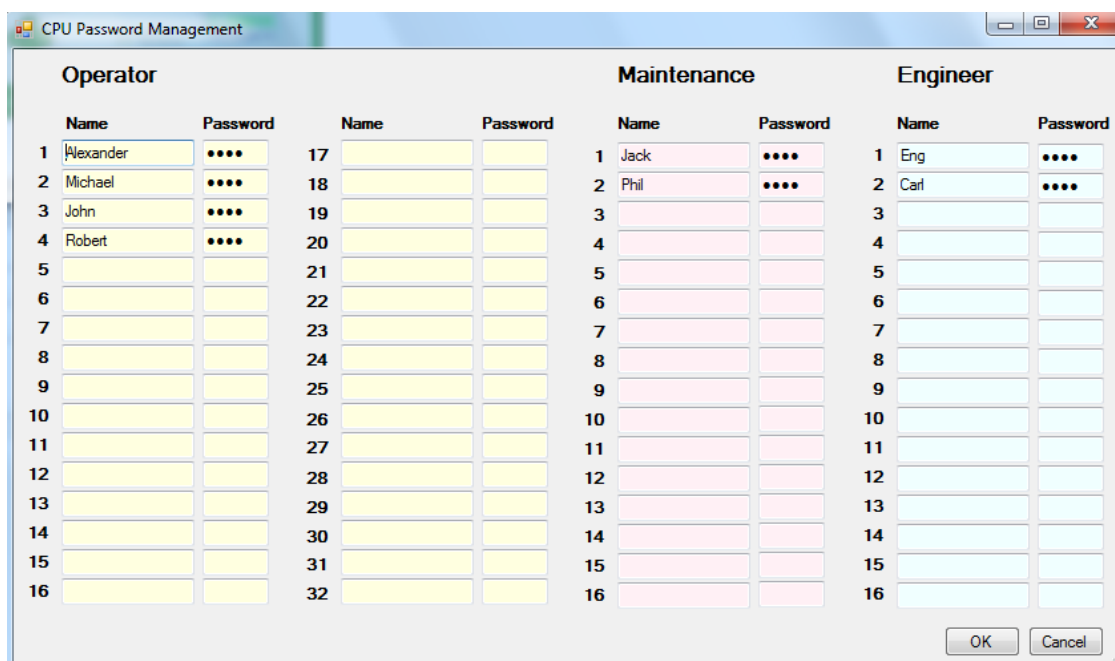 CPU Password Management
Operator Maintenance Engineer
Name Password Name Password Name Password Name Password
1 Alexander •••• 17 1 Jack •••• 1 Eng ••••
2 Michael •••• 18 2 Phil •••• 2 Carl ••••
3 John •••• 19 3 3
4 Robert •••• 20 4 4
5 21 5 5
6 22 6 6
7 23 7 7
8 24 8 8
9 25 9 9
10 26 10 10
11 27 11 11
12 28 12 12
13 29 13 13
14 30 14 14
15 31 15 15
16 32 16 16
OK Cancel